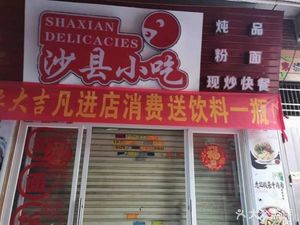 SHAXIAN
DELICACIES
沙县小吃
炖品
粉面
现炒快餐
大吉凡进店消费送饮料一瓶
福